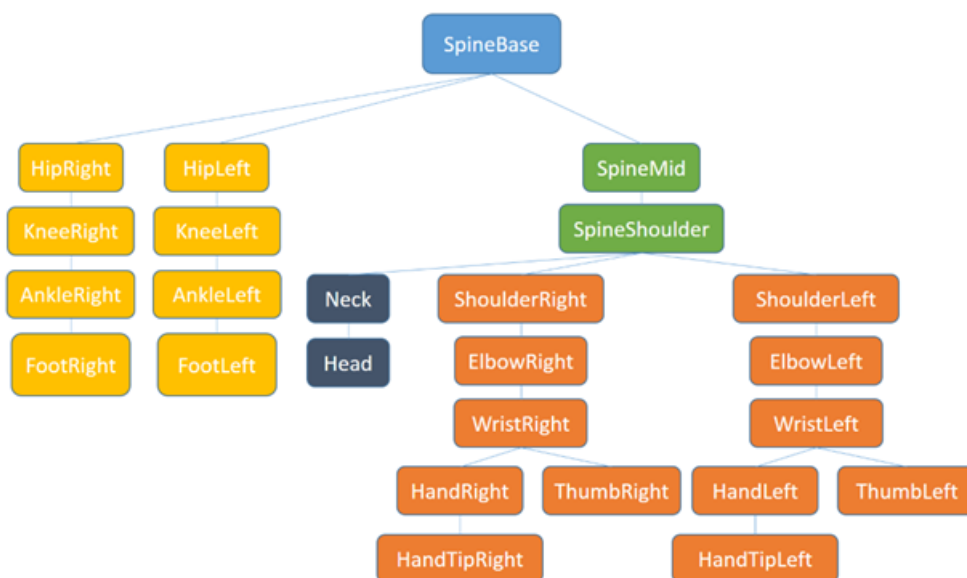 SpineBase
HipRight
HipLeft
SpineMid
KneeRight
KneeLeft
SpineShoulder
AnkleRight
AnkleLeft
Neck
ShoulderRight
ShoulderLeft
FootRight
FootLeft
Head
ElbowRight
ElbowLeft
WristRight
WristLeft
HandRight
ThumbRight
HandLeft
ThumbLeft
HandTipRight
HandTipLeft